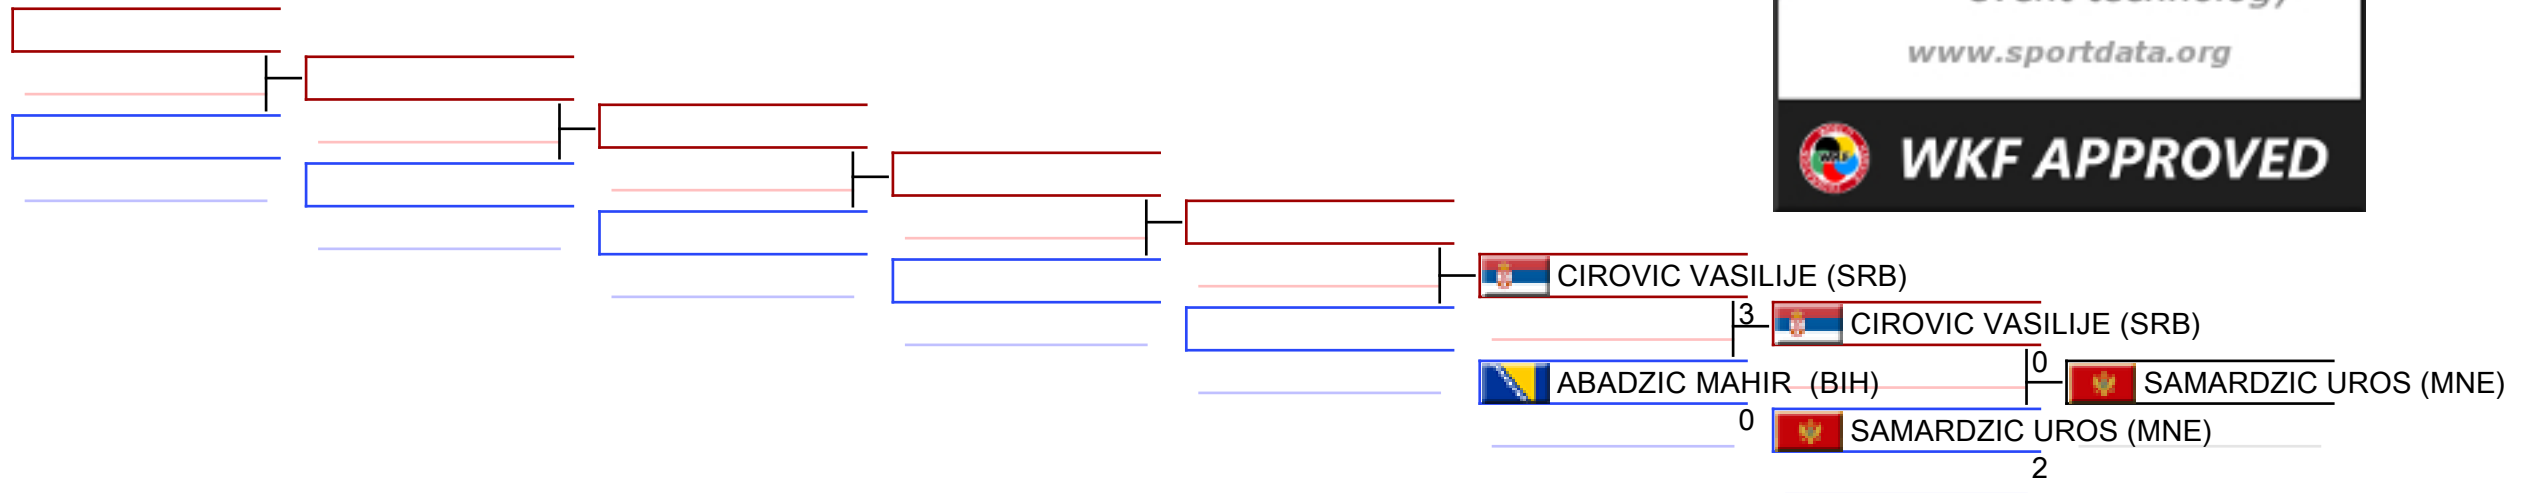 www.sportdata.org
WKF APPROVED
CIROVIC VASILIJE (SRB)
3
CIROVIC VASILIJE (SRB)
0
ABADZIC MAHIR (BIH)
SAMARDZIC UROS (MNE)
0
SAMARDZIC UROS (MNE)
2